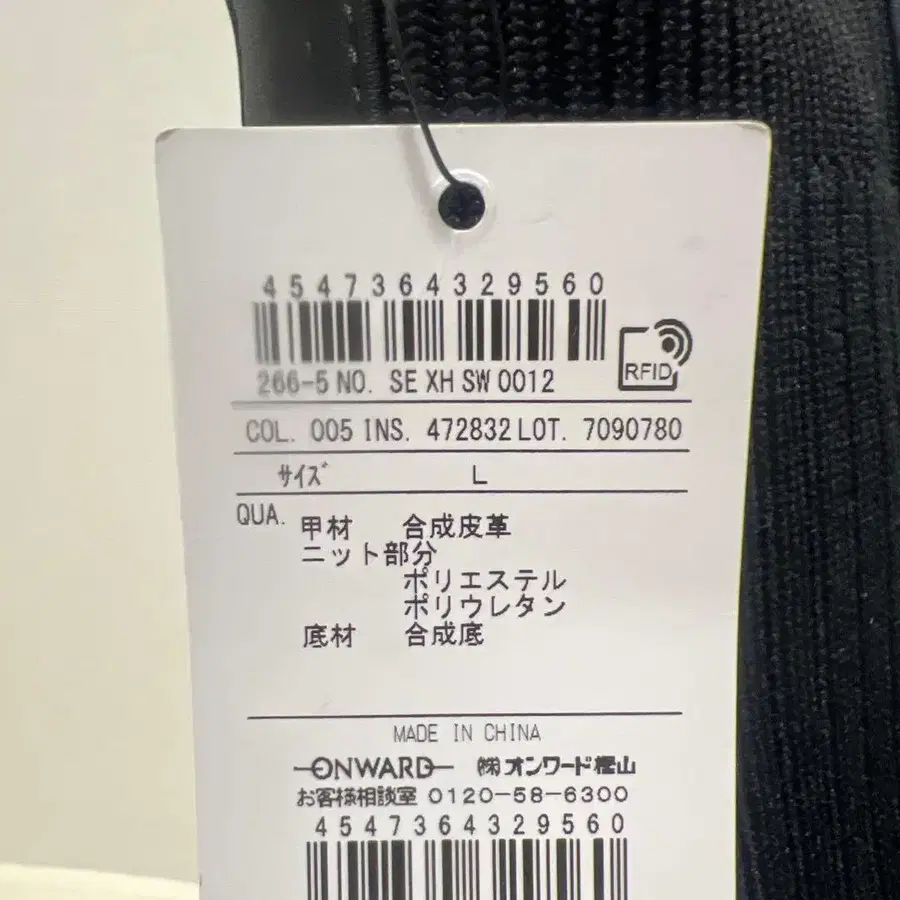 4547364329560
266-5 NO. SE XH SW 0012
RFID
COL. 005 INS. 472832 LOT. 7090780
サイズ L
QUA. 甲材 合成皮革
ニット部分
ポリエステル
ポリウレタン
底材 合成底
MADE IN CHINA
ONWARD ㈱オンワード樫山
お客様相談室 0120-58-6300
4547364329560